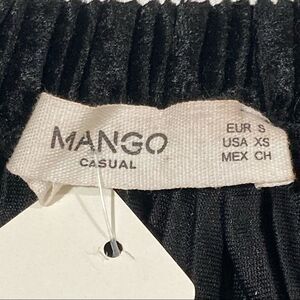 MANGO
CASUAL
EUR S
USA XS
MEX CH